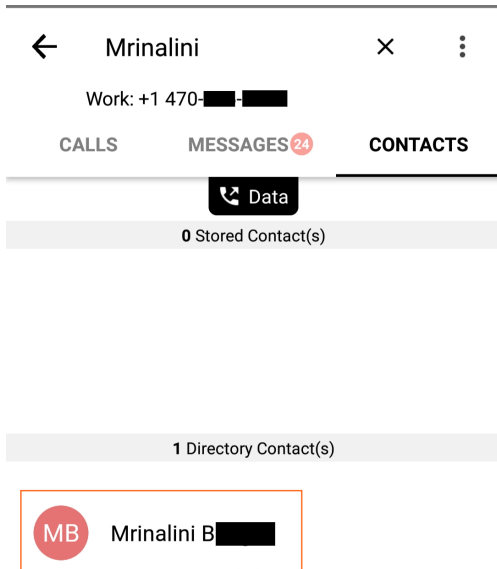 Mrinalini
Work: +1 470- -
CALLS MESSAGES 24 CONTACTS
Data
0 Stored Contact(s)
1 Directory Contact(s)
MB Mrinalini B